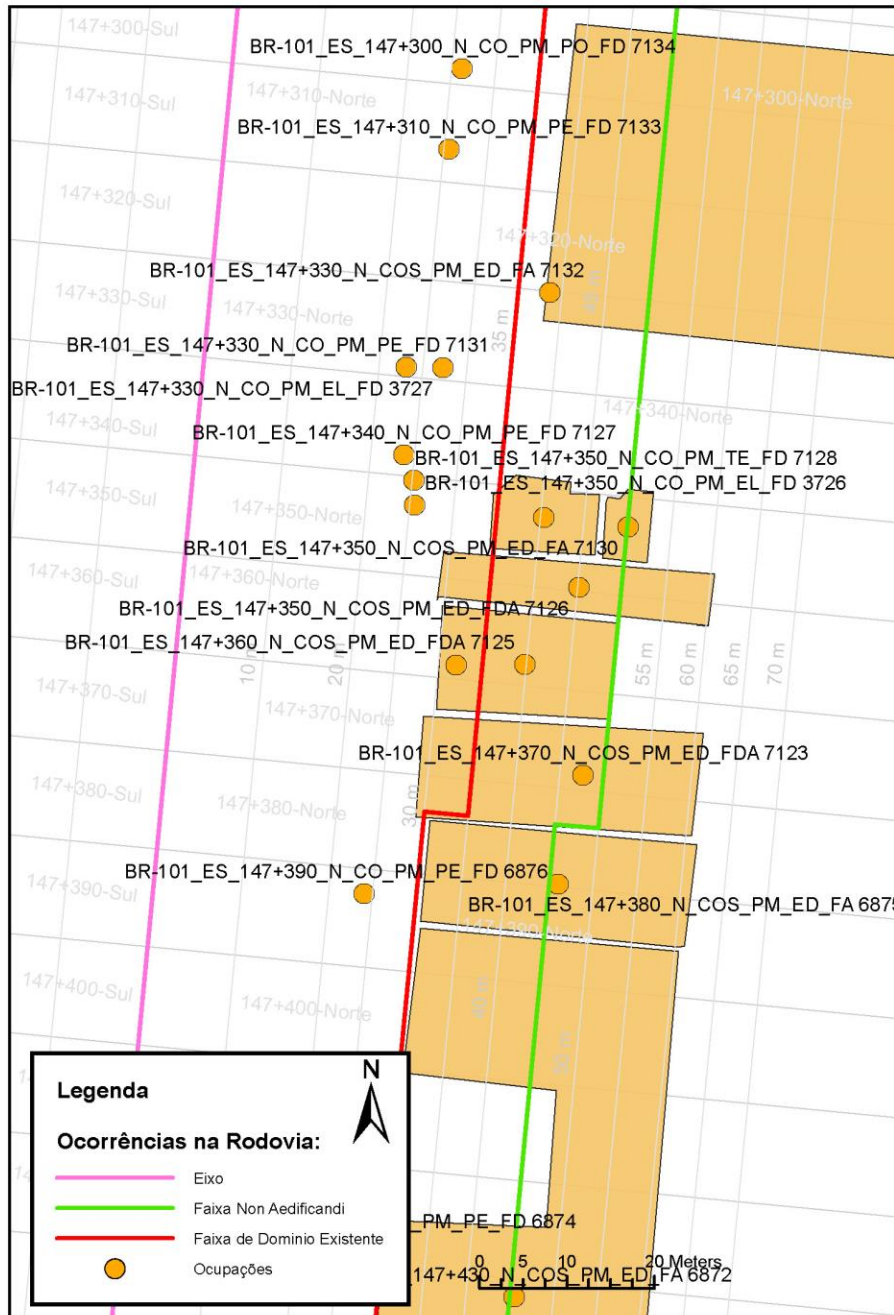 147+300-Sul
BR-101_ES_147+300_N_CO_PM_PO_FD 7134
147+310-Sul
147+310-Norte
147+300-Norte
BR-101_ES_147+310_N_CO_PM_PE_FD 7133
147+320-Sul
147+320-Norte
BR-101_ES_147+330_N_COS_PM_ED_FA 7132
147+330-Sul
147+330-Norte
35 m
BR-101_ES_147+330_N_CO_PM_PE_FD 7131
BR-101_ES_147+330_N_CO_PM_EL_FD 3727
147+340-Norte
147+340-Sul
BR-101_ES_147+340_N_CO_PM_PE_FD 7127
BR-101_ES_147+350_N_CO_PM_TE_FD 7128
BR-101_ES_147+350_N_CO_PM_EL_FD 3726
147+350-Sul
147+350-Norte
BR-101_ES_147+350_N_COS_PM_ED_FA 7130
147+360-Sul
147+360-Norte
BR-101_ES_147+350_N_COS_PM_ED_FDA 7126
BR-101_ES_147+360_N_COS_PM_ED_FDA 7125
10 m
20 m
55 m
60 m
65 m
70 m
147+370-Sul
147+370-Norte
BR-101_ES_147+370_N_COS_PM_ED_FDA 7123
147+380-Sul
147+380-Norte
30 m
BR-101_ES_147+390_N_CO_PM_PE_FD 6876
147+390-Sul
BR-101_ES_147+380_N_COS_PM_ED_FA 6875
147+390-Norte
147+400-Sul
147+400-Norte
40 m
Legenda
N
Ocorrências na Rodovia:
Eixo
Faixa Non Aedificandi
Faixa de Dominio Existente
Ocupações
_PM_PE_FD 6874
0 5 10 20 Meters
147+430_N_COS_PM_ED_FA 6872